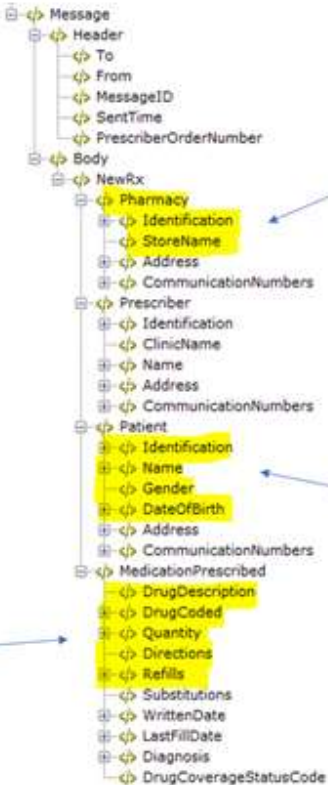 Message
Header
To
From
MessageID
SentTime
PrescriberOrderNumber
Body
NewRx
Pharmacy
Identification
StoreName
Address
CommunicationNumbers
Prescriber
Identification
ClinicName
Name
Address
CommunicationNumbers
Patient
Identification
Name
Gender
DateOfBirth
Address
CommunicationNumbers
MedicationPrescribed
DrugDescription
DrugCoded
Quantity
Directions
Refills
Substitutions
WrittenDate
LastFillDate
Diagnosis
DrugCoverageStatusCode